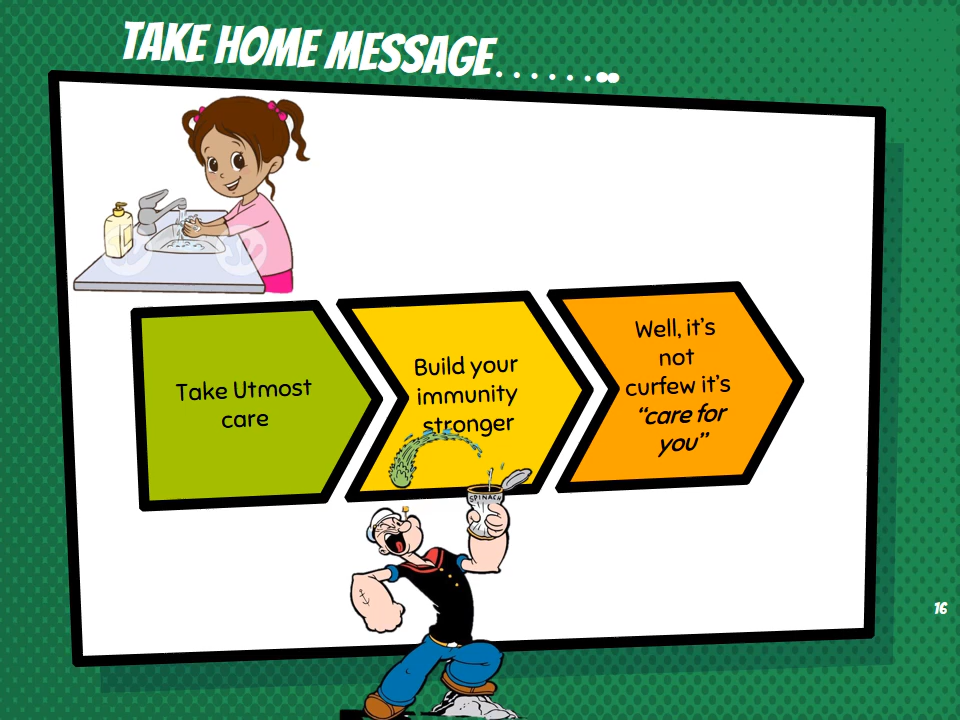 TAKE HOME MESSAGE……..
Take Utmost
care
Build your
immunity
stronger
Well, it’s
not
curfew it’s
“care for
you”
SPINACH
16